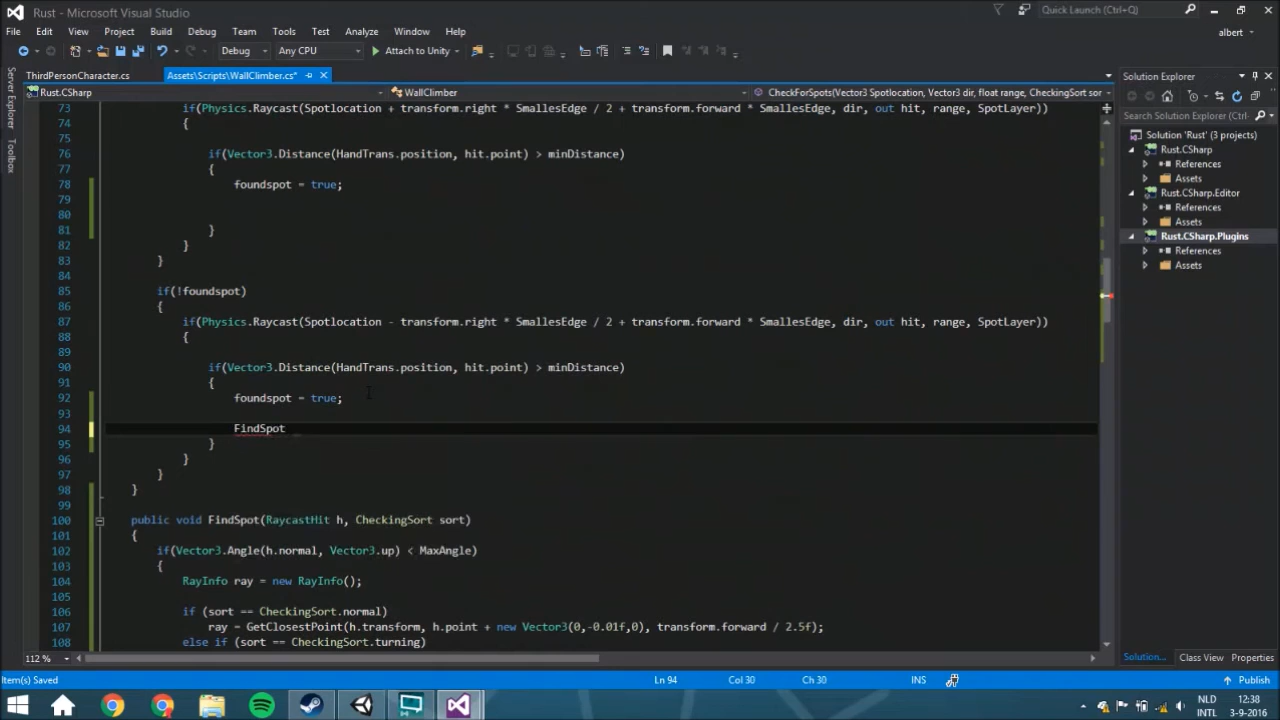 Rust - Microsoft Visual Studio
Quick Launch (Ctrl+Q)
File Edit View Project Build Debug Team Tools Test Analyze Window Help
albert
Debug Any CPU Attach to Unity
ThirdPersonCharacter.cs Assets\Scripts\WallClimber.cs*
Rust.CSharp WallClimber CheckForSpots(Vector3 Spotlocation, Vector3 dir, float range, CheckingSort sor
Server Explorer
Toolbox
73 if(Physics.Raycast(Spotlocation + transform.right * SmallesEdge / 2 + transform.forward * SmallesEdge, dir, out hit, range, SpotLayer))
74 {
75
76 if(Vector3.Distance(HandTrans.position, hit.point) > minDistance)
77 {
78 foundspot = true;
79
80
81 }
82 }
83 }
84
85 if(!foundspot)
86 {
87 if(Physics.Raycast(Spotlocation - transform.right * SmallesEdge / 2 + transform.forward * SmallesEdge, dir, out hit, range, SpotLayer))
88 {
89
90 if(Vector3.Distance(HandTrans.position, hit.point) > minDistance)
91 {
92 foundspot = true;
93
94 FindSpot
95 }
96 }
97 }
98 }
99
100 public void FindSpot(RaycastHit h, CheckingSort sort)
101 {
102 if(Vector3.Angle(h.normal, Vector3.up) < MaxAngle)
103 {
104 RayInfo ray = new RayInfo();
105
106 if (sort == CheckingSort.normal)
107 ray = GetClosestPoint(h.transform, h.point + new Vector3(0,-0.01f,0), transform.forward / 2.5f);
108 else if (sort == CheckingSort.turning)
112 %
Solution Explorer
Search Solution Explorer (Ctrl+;)
Solution 'Rust' (3 projects)
Rust.CSharp
References
Assets
Rust.CSharp.Editor
References
Assets
Rust.CSharp.Plugins
References
Assets
Solution... Class View Properties
Item(s) Saved Ln 94 Col 30 Ch 30 INS Publish
NLD 12:38
INTL 3-9-2016